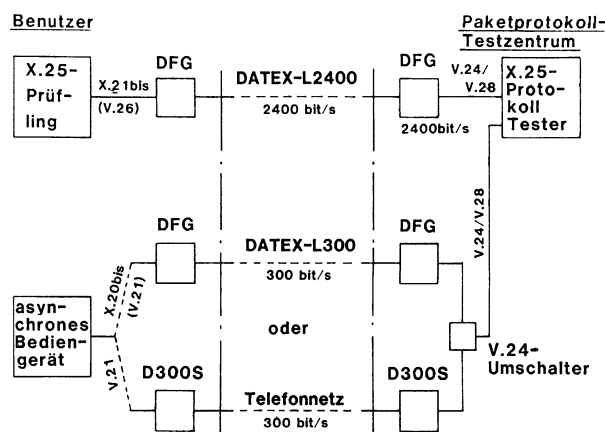 Benutzer
Paketprotokoll-
Testzentrum
X.25-
Prüf-
ling
X.21bis
(V.26)
DFG
DATEX-L2400
2400 bit/s
DFG
2400bit/s
V.24/
V.28
X.25-
Proto-
koll
Tester
V.24/V.28
DFG
DATEX-L300
300 bit/s
DFG
X.20bis
(V.21)
asyn-
chrones
Bedien-
gerät
oder
V.24-
Umschalter
V.21
D300S
Telefonnetz
300 bit/s
D300S